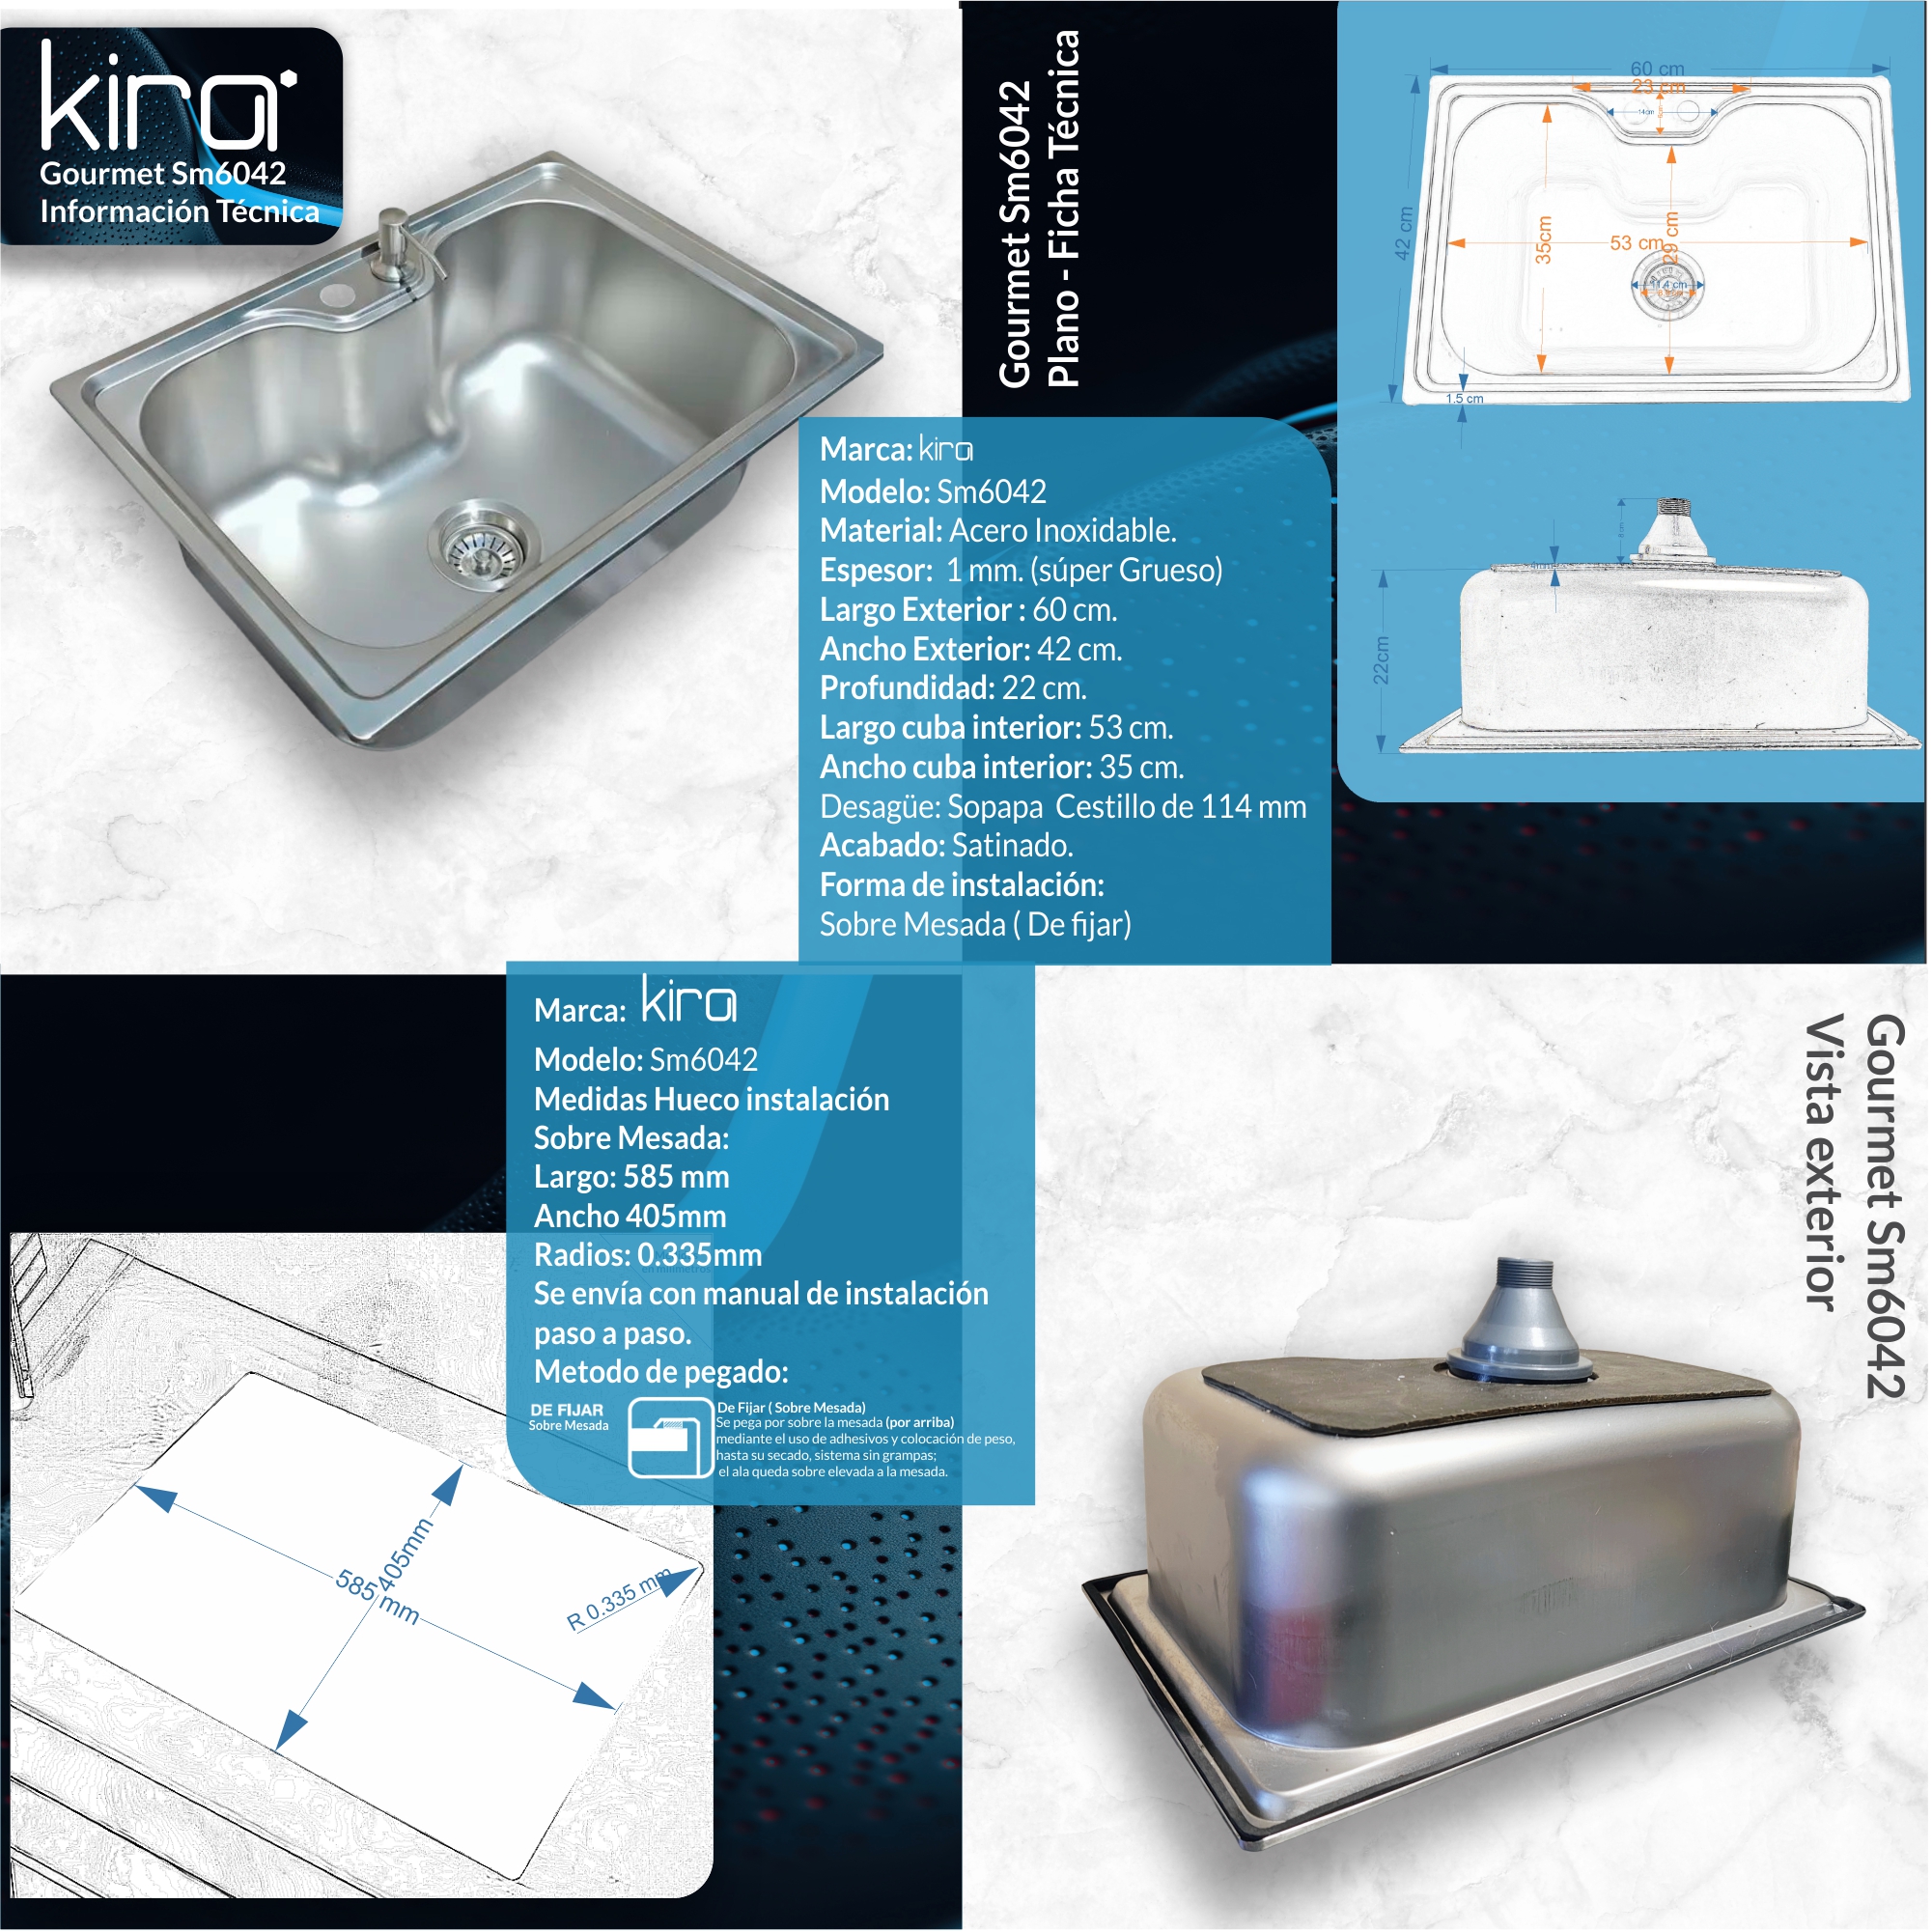 kira
Gourmet Sm6042
Información Técnica
Gourmet Sm6042
Plano - Ficha Técnica
60 cm
23 cm
14cm
42 cm
35cm
53 cm
29 cm
11.4 cm
1.5 cm
22cm
Marca: kira
Modelo: Sm6042
Material: Acero Inoxidable.
Espesor: 1 mm. (súper Grueso)
Largo Exterior : 60 cm.
Ancho Exterior: 42 cm.
Profundidad: 22 cm.
Largo cuba interior: 53 cm.
Ancho cuba interior: 35 cm.
Desagüe: Sopapa Cestillo de 114 mm
Acabado: Satinado.
Forma de instalación:
Sobre Mesada ( De fijar)
Marca: kira
Modelo: Sm6042
Medidas Hueco instalación
Sobre Mesada:
Largo: 585 mm
Ancho 405mm
Radios: 0.335mm
Se envía con manual de instalación
paso a paso.
Metodo de pegado:
DE FIJAR
Sobre Mesada
De Fijar ( Sobre Mesada)
Se pega por sobre la mesada (por arriba)
mediante el uso de adhesivos y colocación de peso,
hasta su secado, sistema sin grampas;
el ala queda sobre elevada a la mesada.
405mm
585 mm
R 0.335 mm
Gourmet Sm6042
Vista exterior